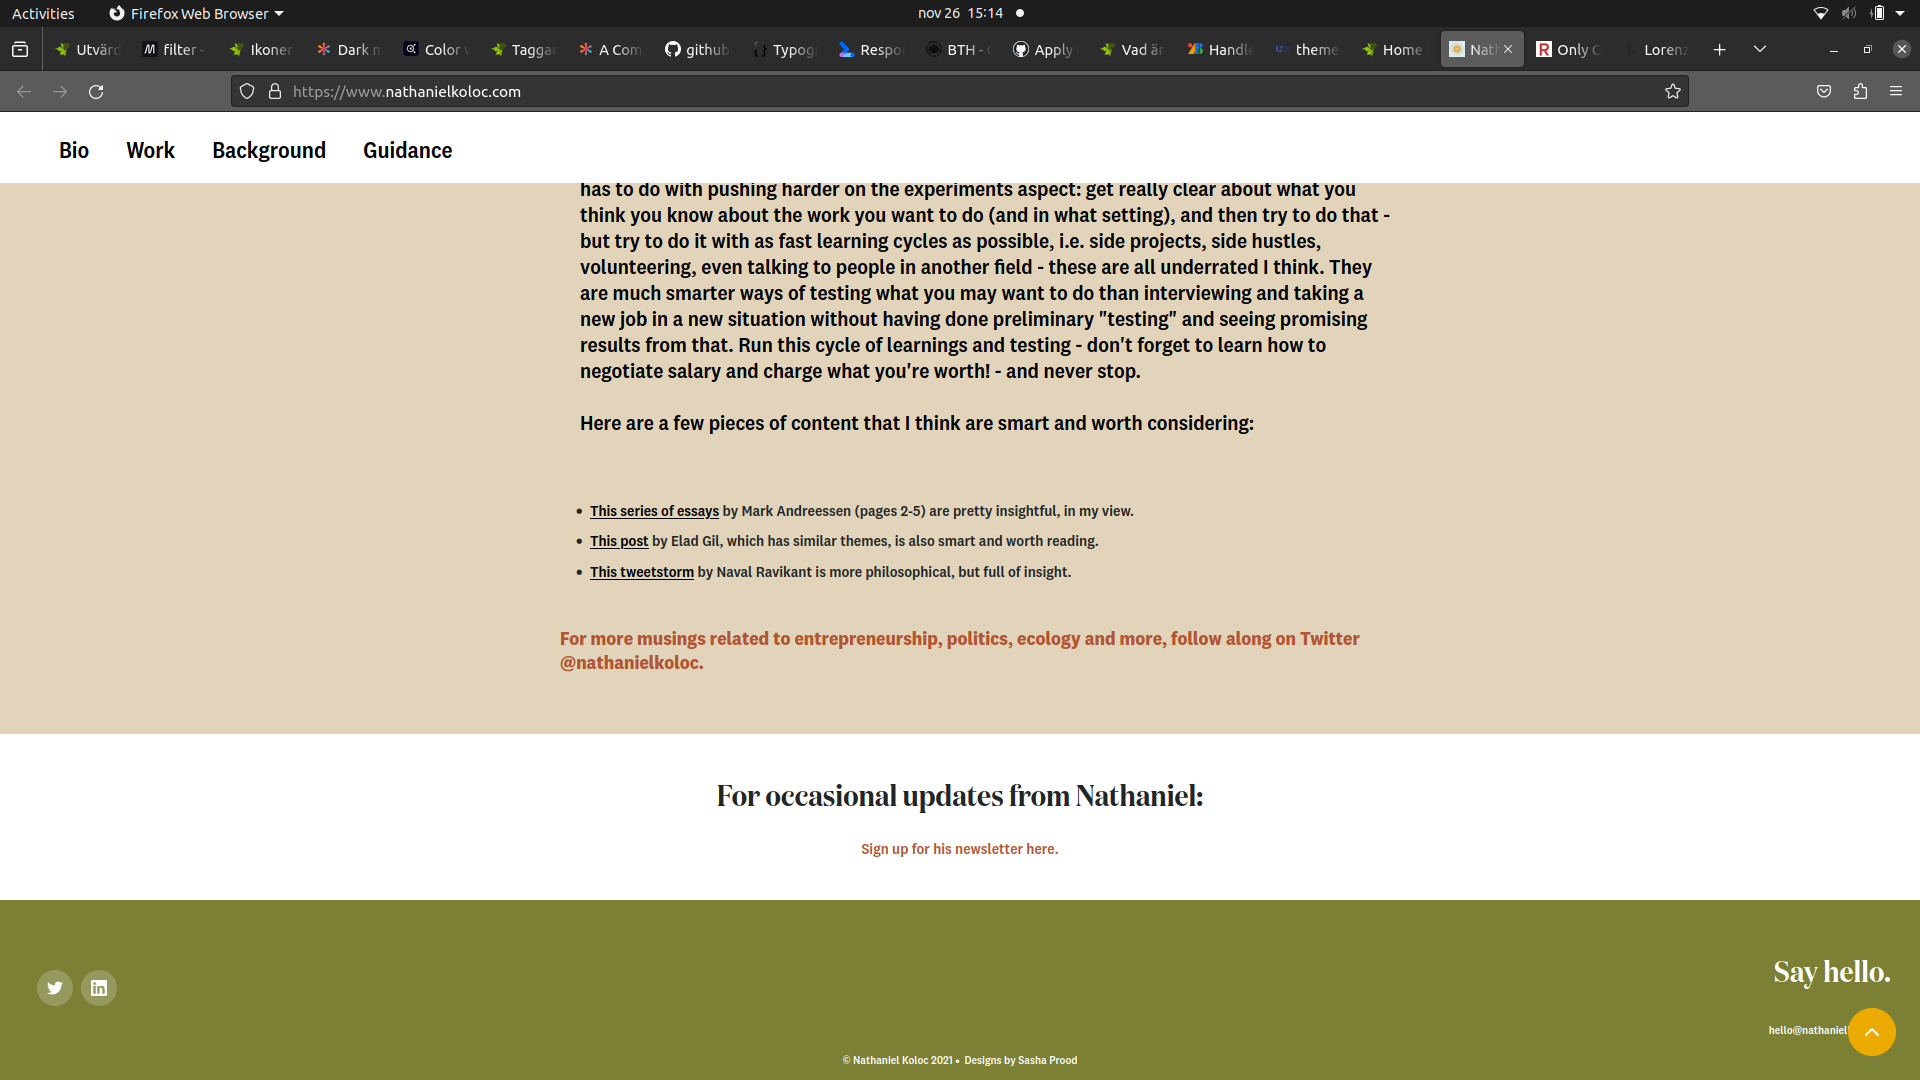 Activities Firefox Web Browser nov 26 15:14
Utvärd filter - Ikoner Dark m Color v Taggar A Com github Typog Respo BTH - Apply Vad är Handle theme Home Nath Only C Lorenz
https://www.nathanielkoloc.com
Bio Work Background Guidance
has to do with pushing harder on the experiments aspect: get really clear about what you
think you know about the work you want to do (and in what setting), and then try to do that -
but try to do it with as fast learning cycles as possible, i.e. side projects, side hustles,
volunteering, even talking to people in another field - these are all underrated I think. They
are much smarter ways of testing what you may want to do than interviewing and taking a
new job in a new situation without having done preliminary "testing" and seeing promising
results from that. Run this cycle of learnings and testing - don't forget to learn how to
negotiate salary and charge what you're worth! - and never stop.
Here are a few pieces of content that I think are smart and worth considering:
• This series of essays by Mark Andreessen (pages 2-5) are pretty insightful, in my view.
• This post by Elad Gil, which has similar themes, is also smart and worth reading.
• This tweetstorm by Naval Ravikant is more philosophical, but full of insight.
For more musings related to entrepreneurship, politics, ecology and more, follow along on Twitter
@nathanielkoloc.
For occasional updates from Nathaniel:
Sign up for his newsletter here.
Say hello.
hello@nathaniel
© Nathaniel Koloc 2021 • Designs by Sasha Prood